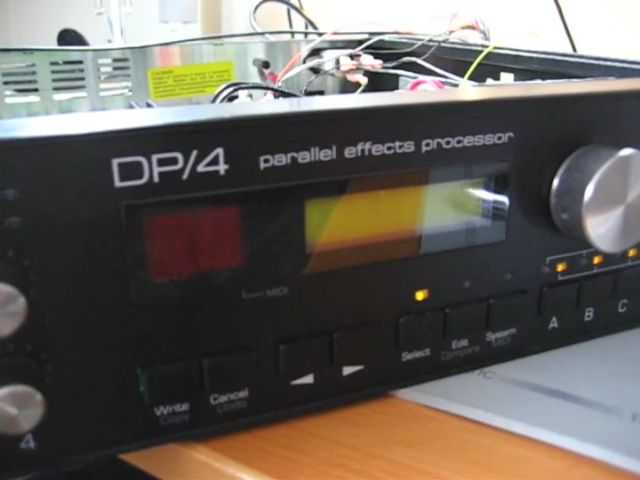 DP/4 parallel effects processor
MIDI
Write
Copy
Cancel
Undo
Select
Edit
Compare
System
MIDI
A
B
C
4